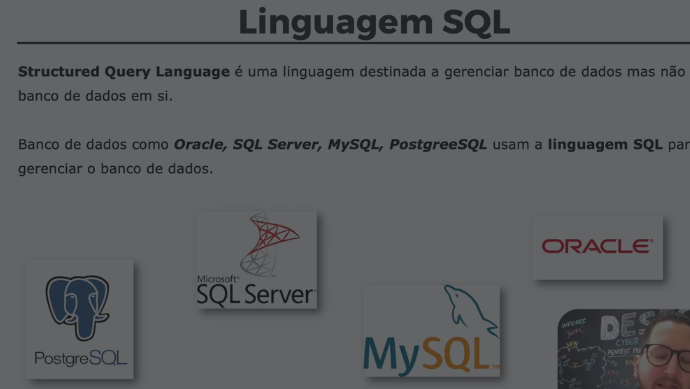 Linguagem SQL
Structured Query Language é uma linguagem destinada a gerenciar banco de dados mas não
banco de dados em si.
Banco de dados como Oracle, SQL Server, MySQL, PostgreeSQL usam a linguagem SQL par
gerenciar o banco de dados.
Microsoft
SQL Server
ORACLE
PostgreSQL
MySQL
DES
CYBER
PENTEST